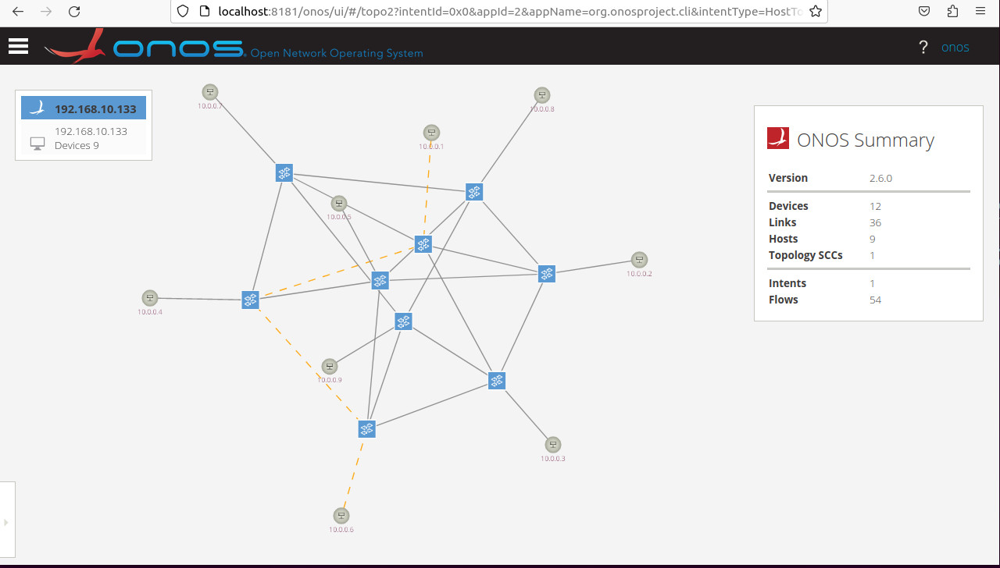 localhost:8181/onos/ui/#/topo2?intentId=0x0&appId=2&appName=org.onosproject.cli&intentType=HostTo
onos Open Network Operating System
? onos
192.168.10.133
192.168.10.133
Devices 9
10.0.0.7
10.0.0.8
10.0.0.1
10.0.0.5
10.0.0.2
10.0.0.4
10.0.0.9
10.0.0.3
10.0.0.6
ONOS Summary
Version 2.6.0
Devices 12
Links 36
Hosts 9
Topology SCCs 1
Intents 1
Flows 54